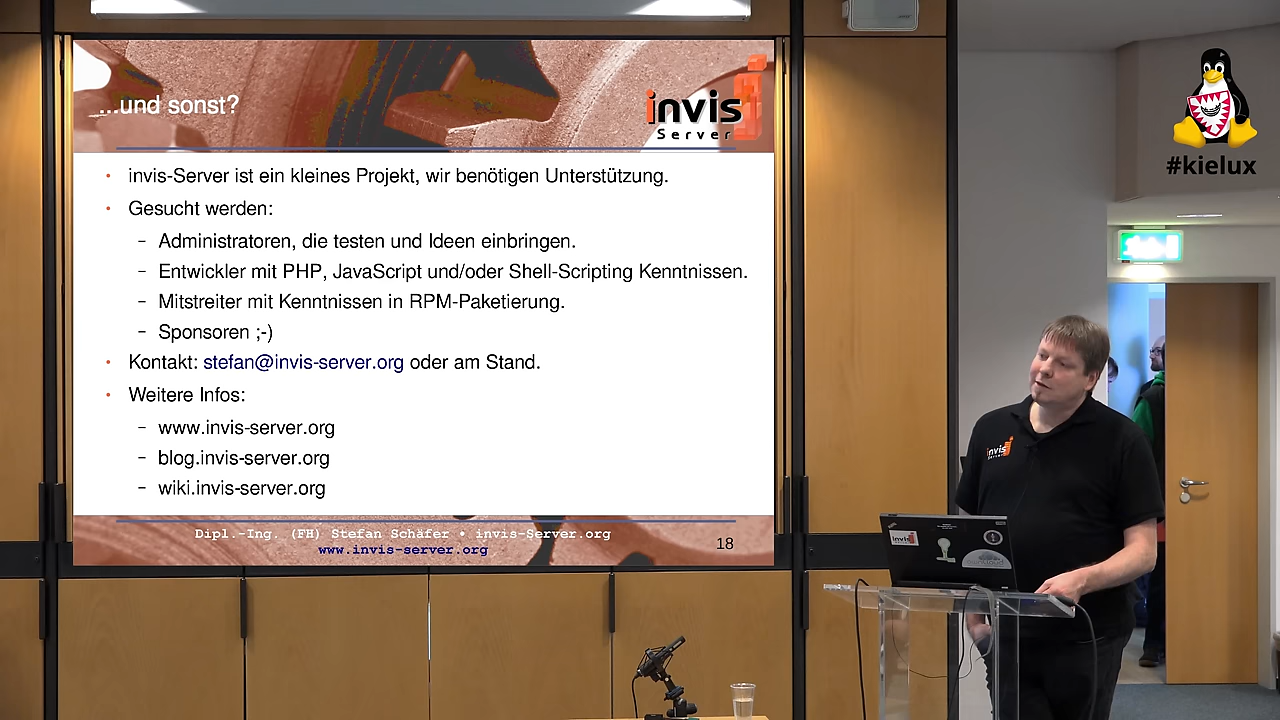 ...und sonst?
invis
Server
invis-Server ist ein kleines Projekt, wir benötigen Unterstützung.
Gesucht werden:
Administratoren, die testen und Ideen einbringen.
Entwickler mit PHP, JavaScript und/oder Shell-Scripting Kenntnissen.
Mitstreiter mit Kenntnissen in RPM-Paketierung.
Sponsoren ;-)
Kontakt: stefan@invis-server.org oder am Stand.
Weitere Infos:
www.invis-server.org
blog.invis-server.org
wiki.invis-server.org
Dipl.-Ing. (FH) Stefan Schäfer • invis-Server.org
www.invis-server.org
18
#kielux
invis
Server
invis